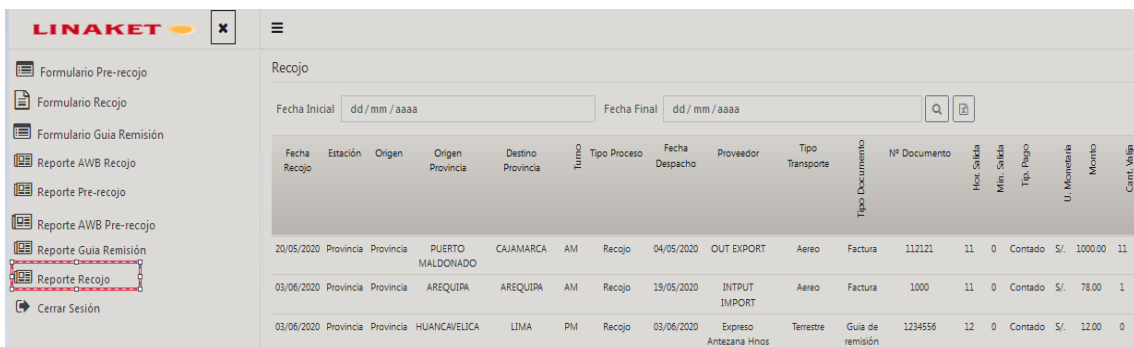 LINAKET
Formulario Pre-recojo
Formulario Recojo
Formulario Guia Remisión
Reporte AWB Recojo
Reporte Pre-recojo
Reporte AWB Pre-recojo
Reporte Guia Remisión
Reporte Recojo
Cerrar Sesión
Recojo
Fecha Inicial dd / mm / aaaa Fecha Final dd / mm / aaaa
Fecha Recojo Estación Origen Origen Provincia Destino Provincia Turno Tipo Proceso Fecha Despacho Proveedor Tipo Transporte Tipo Documento Nº Documento Hor. Salida Min. Salida Tip. Pago U. Monetaria Monto Cant. Valija
20/05/2020 Provincia Provincia PUERTO MALDONADO CAJAMARCA AM Recojo 04/05/2020 OUT EXPORT Aereo Factura 112121 11 0 Contado S/. 1000.00 11
03/06/2020 Provincia Provincia AREQUIPA AREQUIPA AM Recojo 19/05/2020 INTPUT IMPORT Aereo Factura 1000 11 0 Contado S/. 78.00 1
03/06/2020 Provincia Provincia HUANCAVELICA LIMA PM Recojo 03/06/2020 Expreso Antezana Hnos Terrestre Guia de remisión 1234556 12 0 Contado S/. 12.00 0